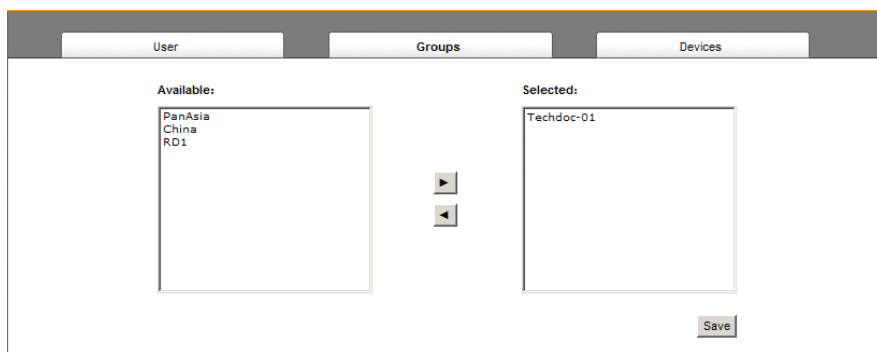 User Groups Devices
Available: Selected:
PanAsia Techdoc-01
China
RD1
Save